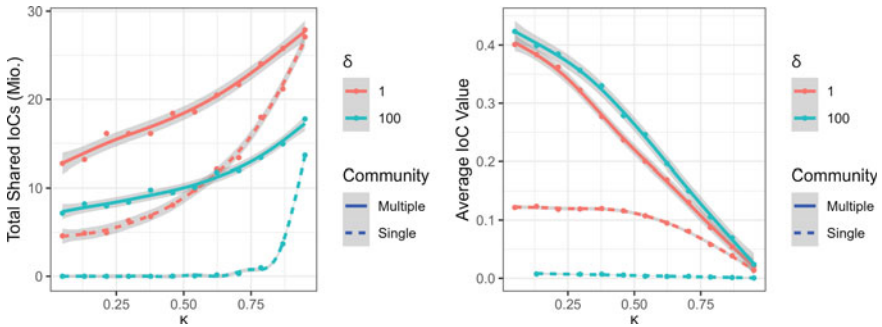 Total Shared IoCs (Mio.)
30
20
10
0
0.25 0.50 0.75
κ
δ
1
100
Community
Multiple
Single
Average IoC Value
0.4
0.3
0.2
0.1
0.0
0.00 0.25 0.50 0.75
κ
δ
1
100
Community
Multiple
Single